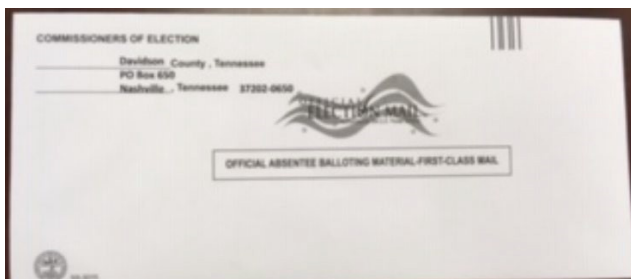 COMMISSIONERS OF ELECTION
Davidson County, Tennessee
PO Box 650
Nashville, Tennessee 37202-0650
OFFICIAL
ELECTION MAIL
OFFICIAL ABSENTEE BALLOTING MATERIAL-FIRST-CLASS MAIL